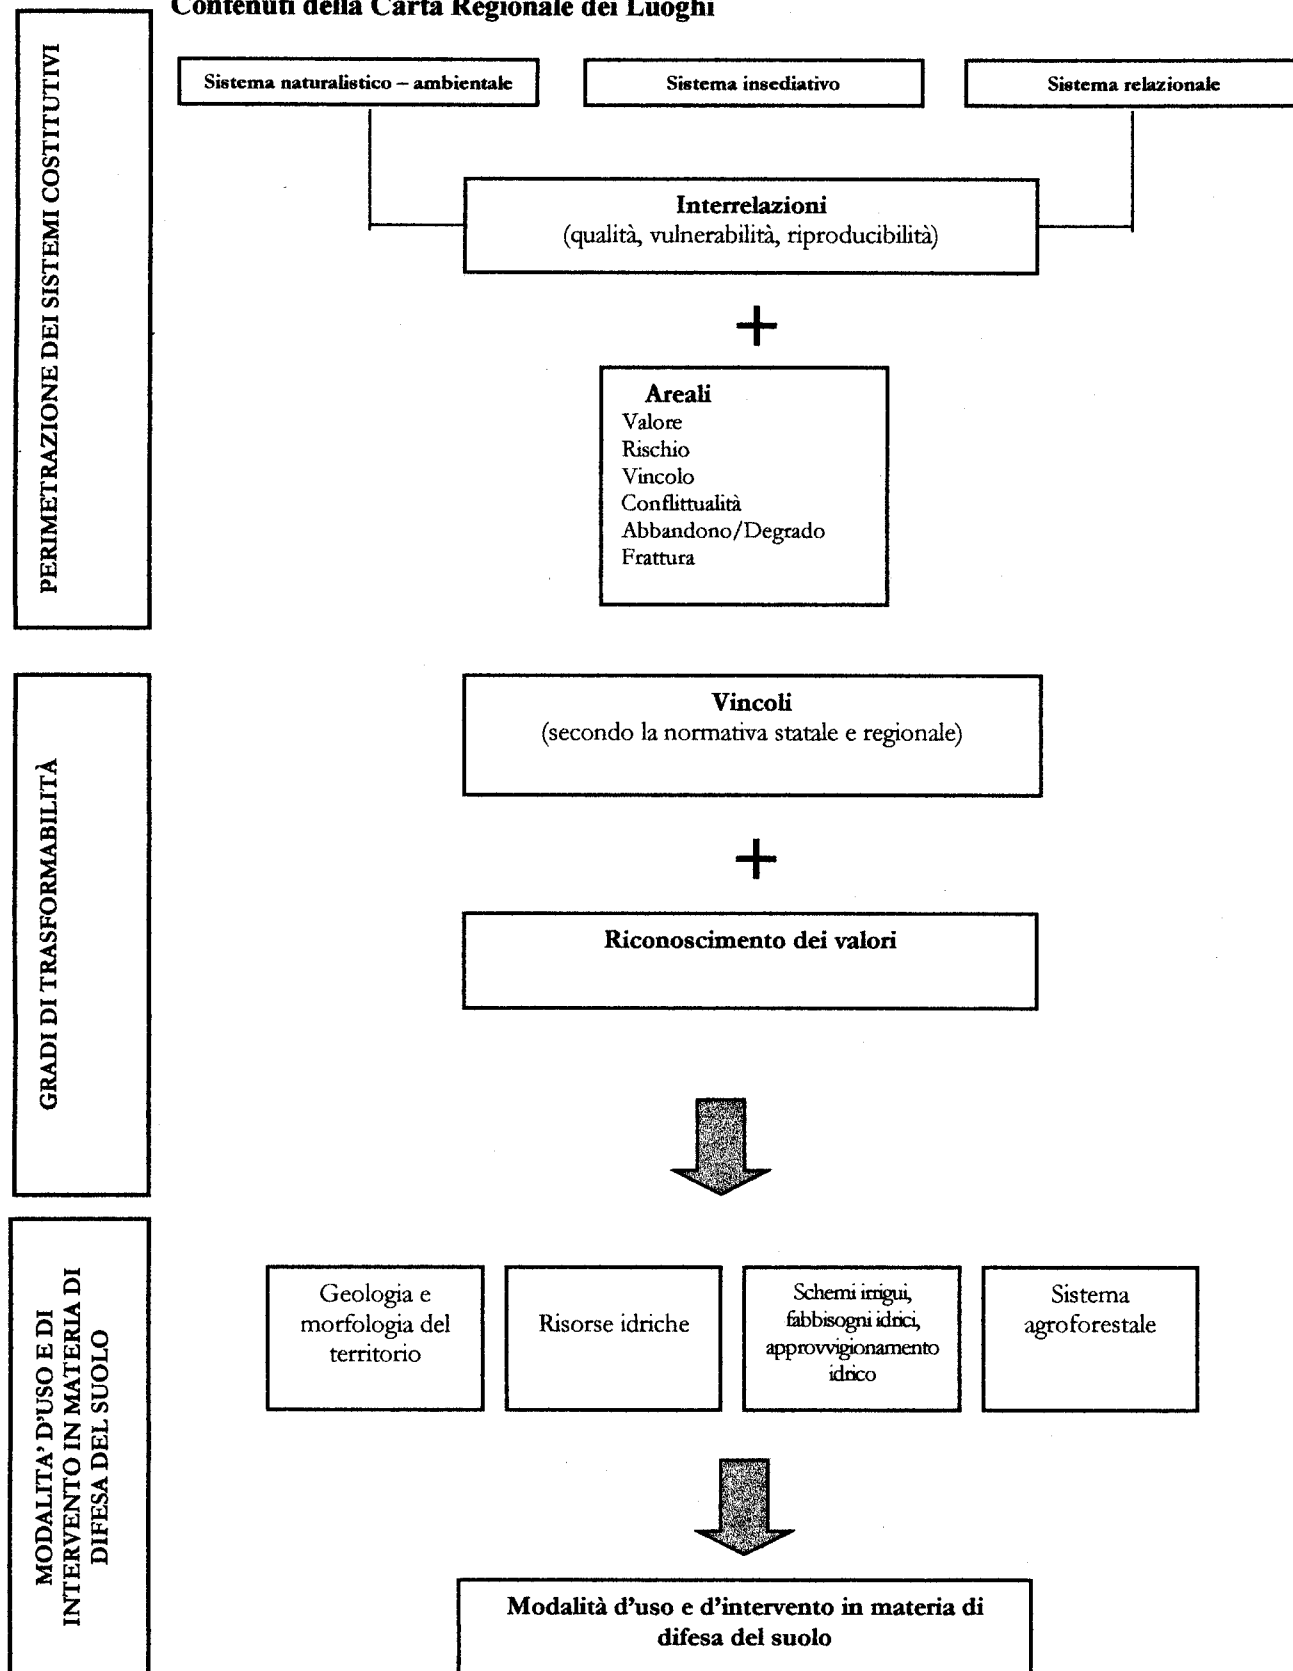 Contenuti della Carta Regionale dei Luoghi
PERIMETRAZIONE DEI SISTEMI COSTITUTIVI
Sistema naturalistico – ambientale
Sistema insediativo
Sistema relazionale
Interrelazioni
(qualità, vulnerabilità, riproducibilità)
+
Areali
Valore
Rischio
Vincolo
Conflittualità
Abbandono/Degrado
Frattura
GRADI DI TRASFORMABILITÀ
Vincoli
(secondo la normativa statale e regionale)
+
Riconoscimento dei valori
MODALITA' D'USO E DI
INTERVENTO IN MATERIA DI
DIFESA DEL SUOLO
Geologia e
morfologia del
territorio
Risorse idriche
Schemi irrigui,
fabbisogni idrici,
approvvigionamento
idrico
Sistema
agroforestale
Modalità d'uso e d'intervento in materia di
difesa del suolo